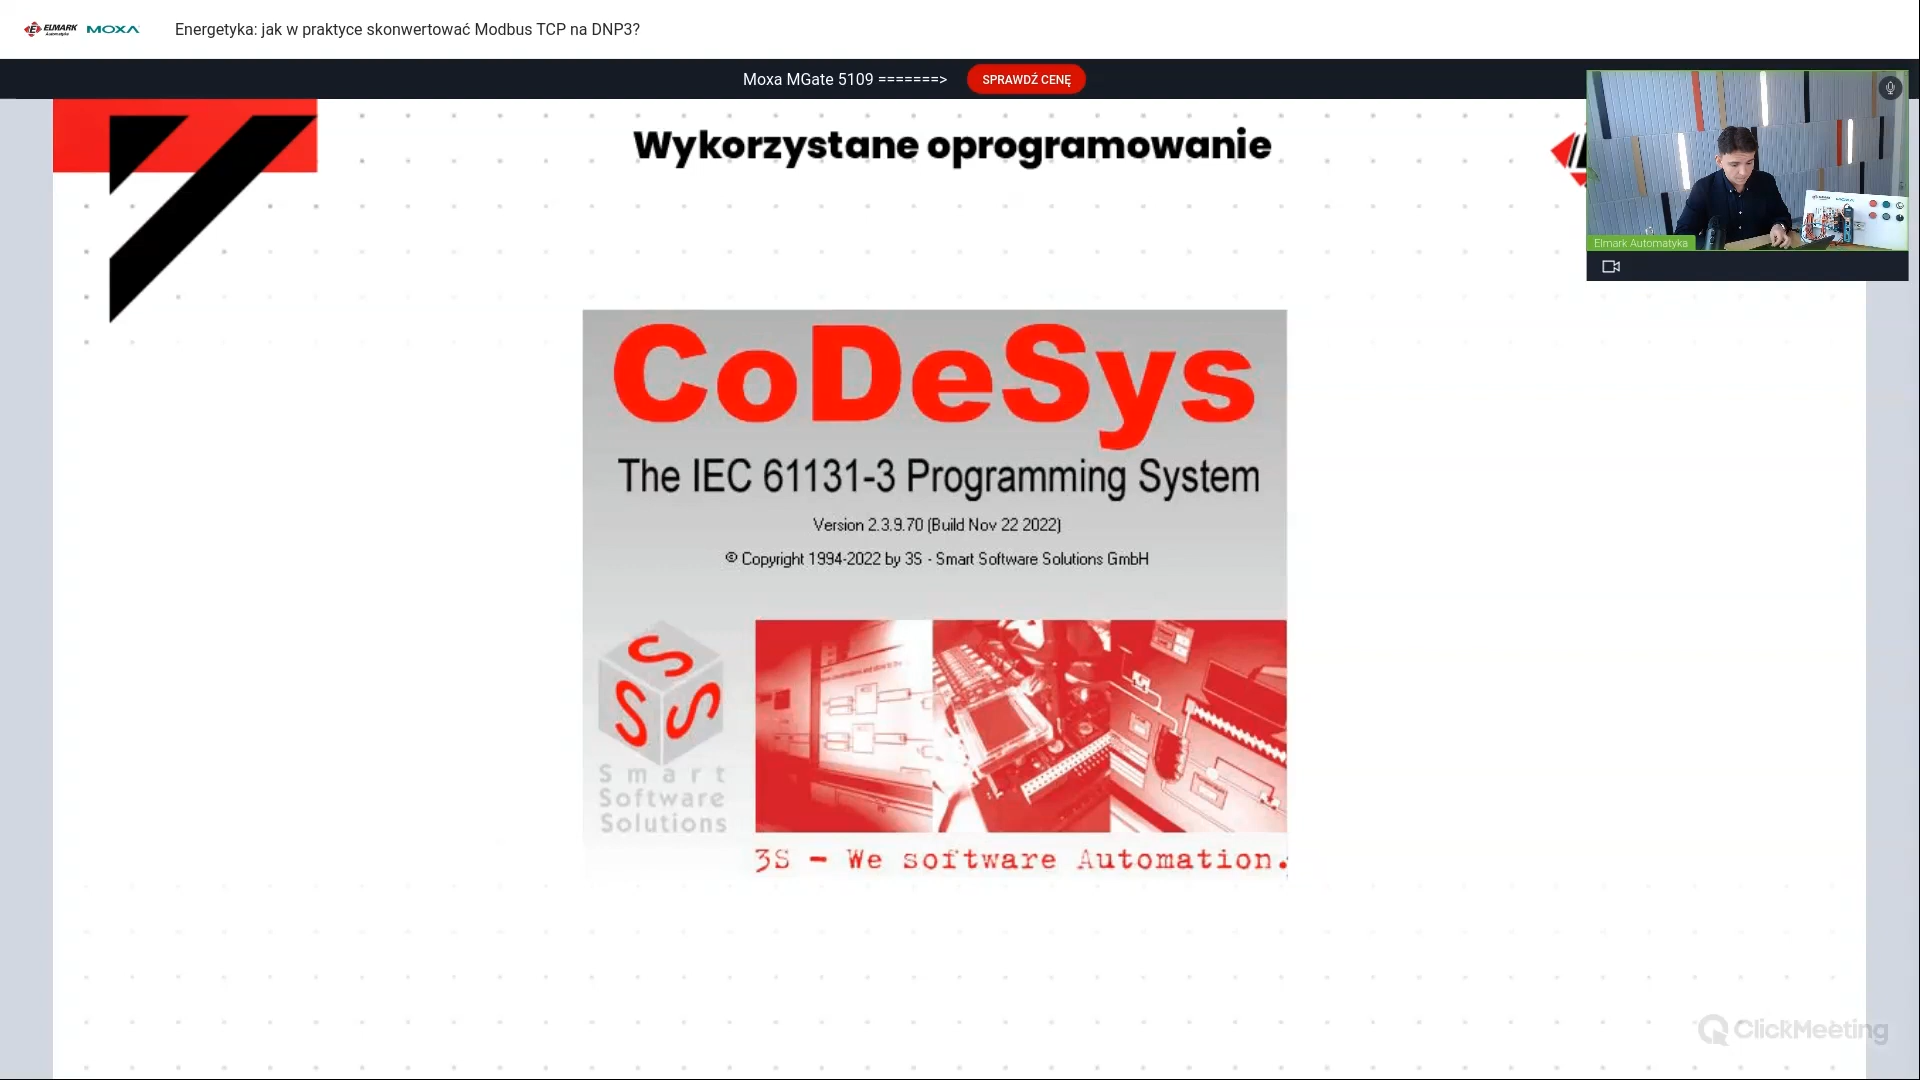 ELMARK
Automatyka
MOXA
Energetyka: jak w praktyce skonwertować Modbus TCP na DNP3?
Moxa MGate 5109 =======>
SPRAWDŹ CENĘ
Wykorzystane oprogramowanie
Elmark Automatyka
CoDeSys
The IEC 61131-3 Programming System
Version 2.3.9.70 (Build Nov 22 2022)
© Copyright 1994-2022 by 3S - Smart Software Solutions GmbH
S S S
Smart
Software
Solutions
3S - We software Automation.
ClickMeeting